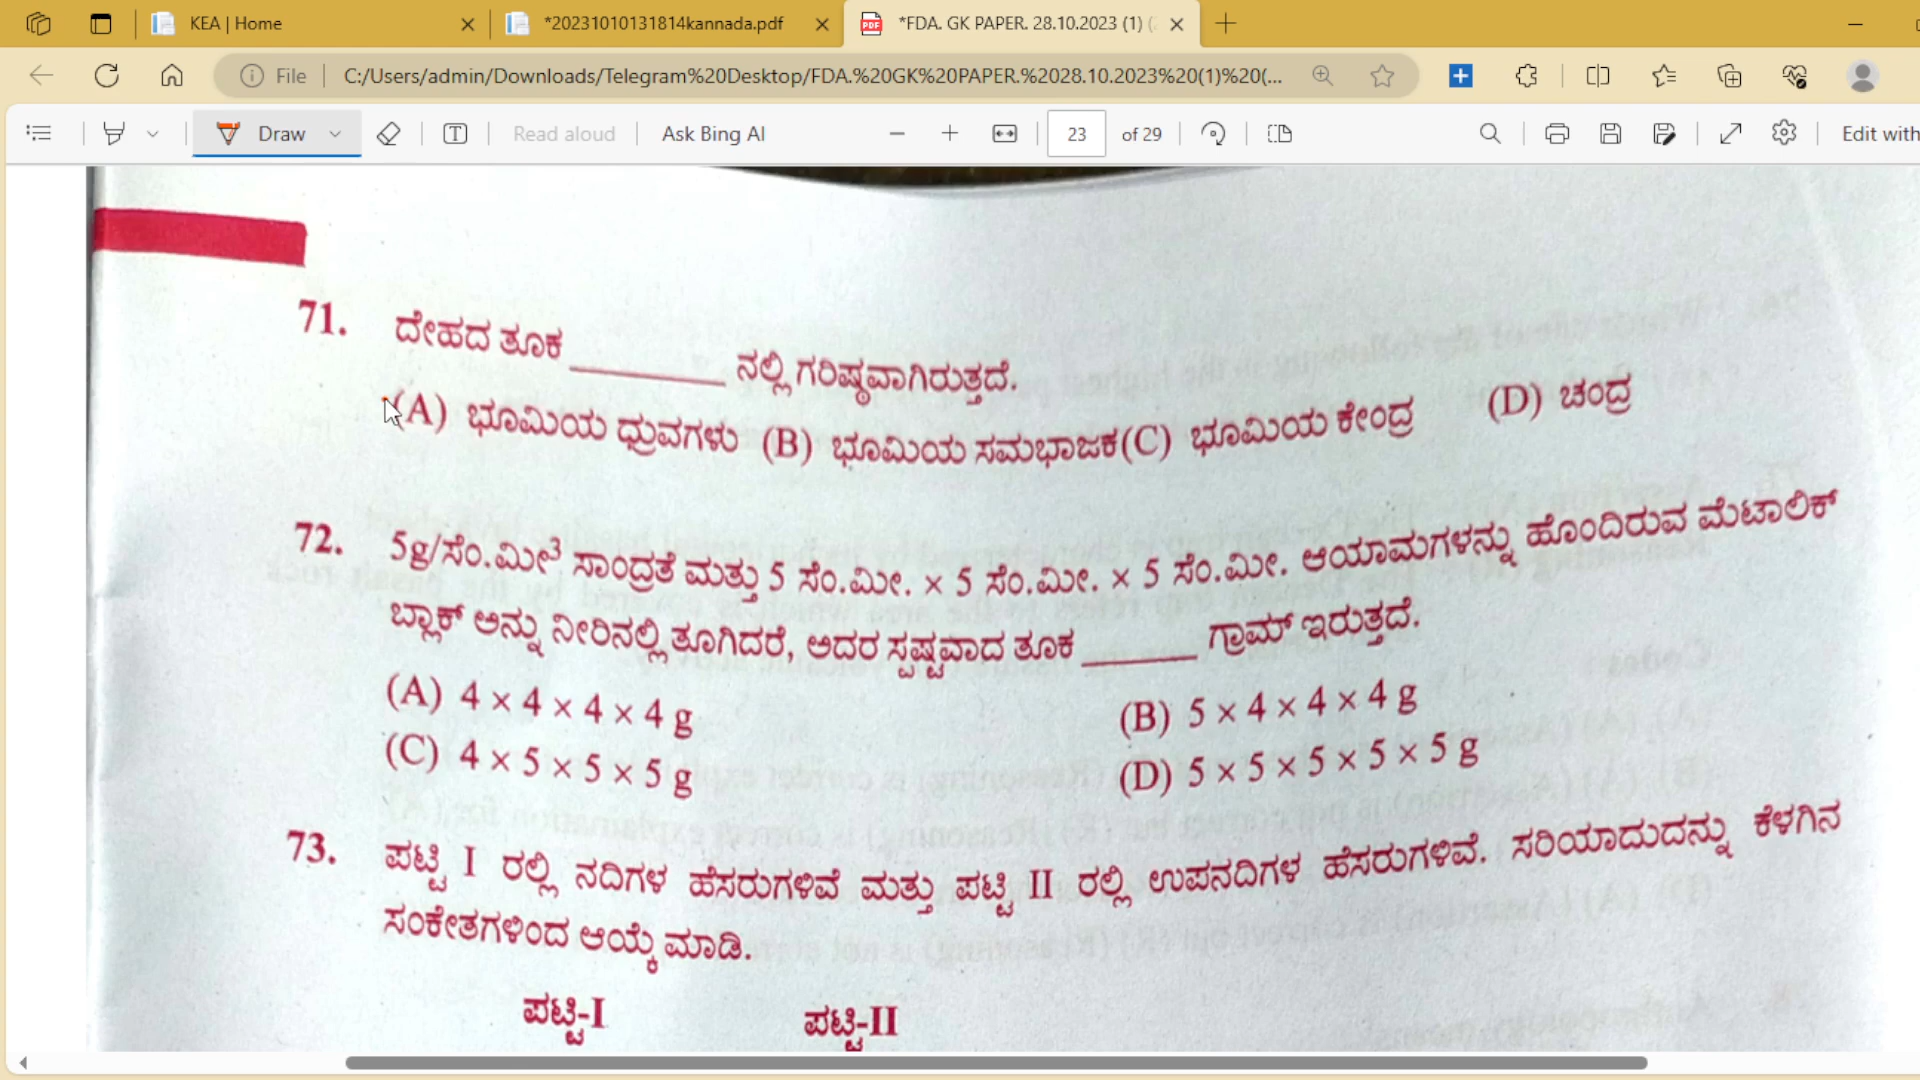 KEA | Home
*20231010131814kannada.pdf
*FDA. GK PAPER. 28.10.2023 (1) (
File
C:/Users/admin/Downloads/Telegram%20Desktop/FDA.%20GK%20PAPER.%2028.10.2023%20(1)%20(...
Draw
Read aloud
Ask Bing AI
23 of 29
Edit with
71. ದೇಹದ ತೂಕ ________ ನಲ್ಲಿ ಗರಿಷ್ಠವಾಗಿರುತ್ತದೆ.
(A) ಭೂಮಿಯ ಧ್ರುವಗಳು (B) ಭೂಮಿಯ ಸಮಭಾಜಕ (C) ಭೂಮಿಯ ಕೇಂದ್ರ (D) ಚಂದ್ರ
72. 5g/ಸೆಂ.ಮೀ³ ಸಾಂದ್ರತೆ ಮತ್ತು 5 ಸೆಂ.ಮೀ. × 5 ಸೆಂ.ಮೀ. × 5 ಸೆಂ.ಮೀ. ಆಯಾಮಗಳನ್ನು ಹೊಂದಿರುವ ಮೆಟಾಲಿಕ್
ಬ್ಲಾಕ್ ಅನ್ನು ನೀರಿನಲ್ಲಿ ತೂಗಿದರೆ, ಅದರ ಸ್ಪಷ್ಟವಾದ ತೂಕ ______ ಗ್ರಾಮ್ ಇರುತ್ತದೆ.
(A) 4 × 4 × 4 × 4 g (B) 5 × 4 × 4 × 4 g
(C) 4 × 5 × 5 × 5 g (D) 5 × 5 × 5 × 5 × 5 g
73. ಪಟ್ಟಿ I ರಲ್ಲಿ ನದಿಗಳ ಹೆಸರುಗಳಿವೆ ಮತ್ತು ಪಟ್ಟಿ II ರಲ್ಲಿ ಉಪನದಿಗಳ ಹೆಸರುಗಳಿವೆ. ಸರಿಯಾದುದನ್ನು ಕೆಳಗಿನ
ಸಂಕೇತಗಳಿಂದ ಆಯ್ಕೆ ಮಾಡಿ.
ಪಟ್ಟಿ-I ಪಟ್ಟಿ-II